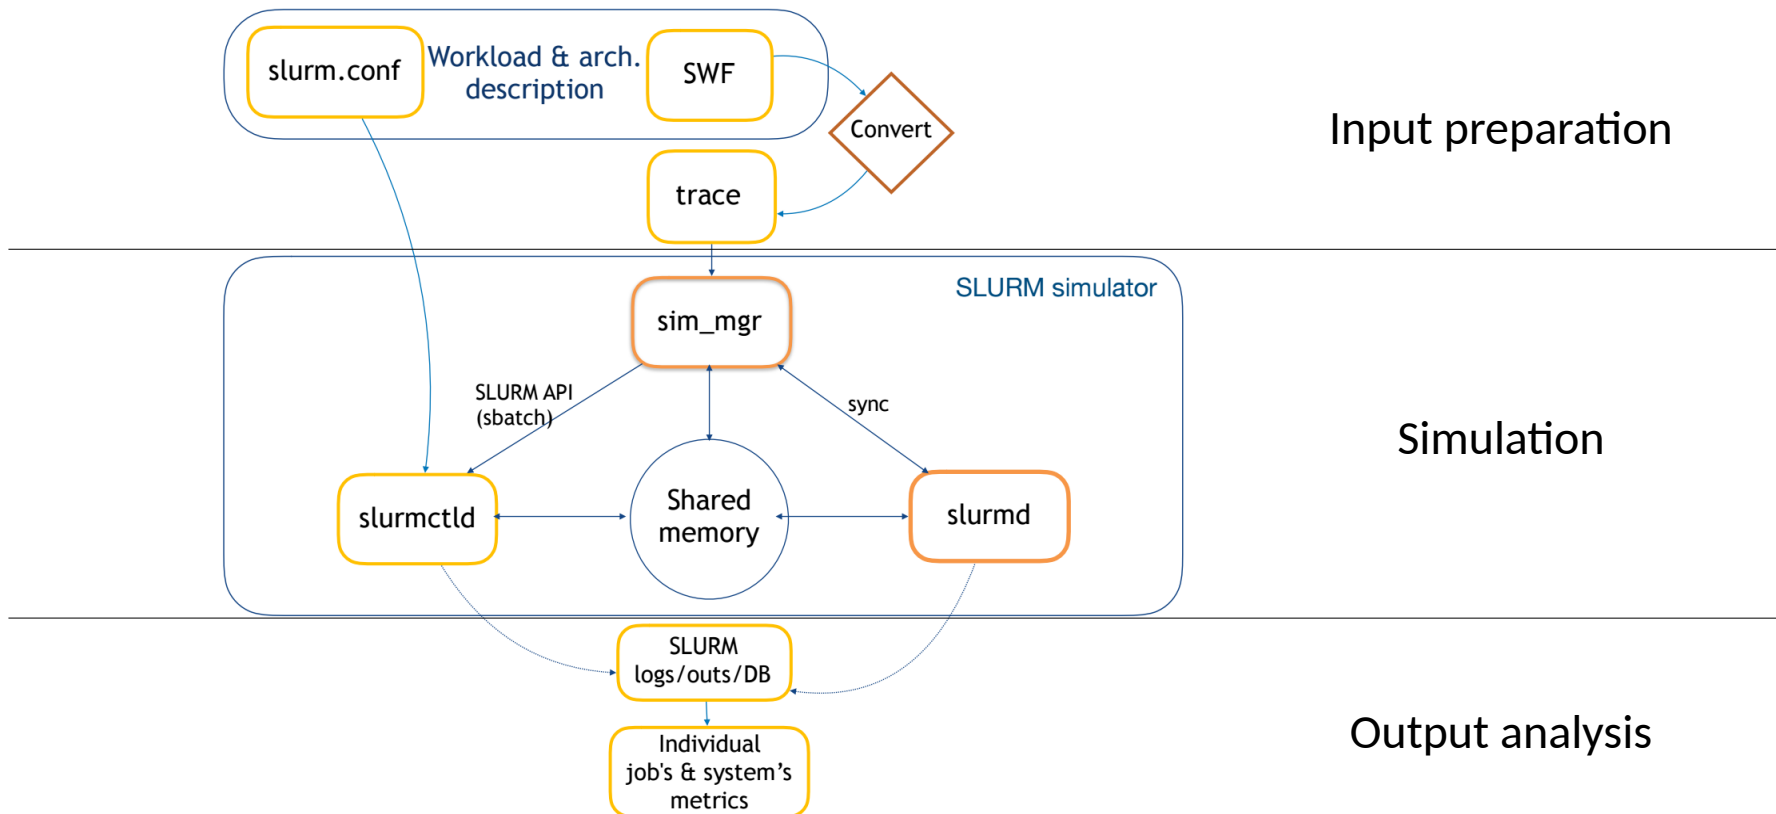 slurm.conf
Workload & arch.
description
SWF
Convert
Input preparation
trace
SLURM simulator
sim_mgr
SLURM API
(sbatch)
sync
Simulation
slurmctld
Shared
memory
slurmd
SLURM
logs/outs/DB
Output analysis
Individual
job's & system’s
metrics